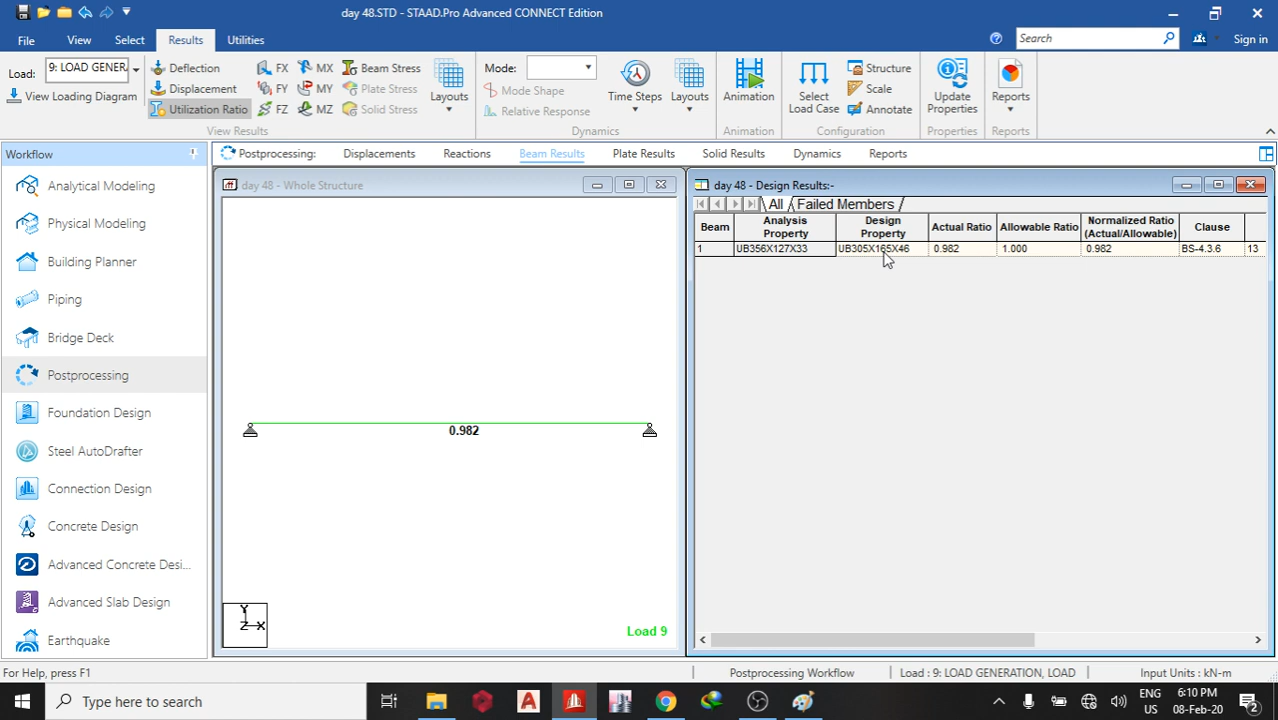 day 48.STD - STAAD.Pro Advanced CONNECT Edition
File View Select Results Utilities
Search
Sign in
Load: 9: LOAD GENER
View Loading Diagram
Deflection
Displacement
Utilization Ratio
FX
FY
FZ
MX
MY
MZ
Beam Stress
Plate Stress
Solid Stress
Layouts
View Results
Mode:
Mode Shape
Relative Response
Time Steps
Layouts
Dynamics
Animation
Animation
Select Load Case
Structure
Scale
Annotate
Configuration
Update Properties
Properties
Reports
Reports
Workflow
Analytical Modeling
Physical Modeling
Building Planner
Piping
Bridge Deck
Postprocessing
Foundation Design
Steel AutoDrafter
Connection Design
Concrete Design
Advanced Concrete Desi...
Advanced Slab Design
Earthquake
Postprocessing: Displacements Reactions Beam Results Plate Results Solid Results Dynamics Reports
day 48 - Whole Structure
0.982
Y
Z X
Load 9
day 48 - Design Results:-
All Failed Members
Beam Analysis Property Design Property Actual Ratio Allowable Ratio Normalized Ratio (Actual/Allowable) Clause
1 UB356X127X33 UB305X165X46 0.982 1.000 0.982 BS-4.3.6 13
For Help, press F1
Postprocessing Workflow
Load : 9: LOAD GENERATION, LOAD
Input Units : kN-m
Type here to search
ENG
US
6:10 PM
08-Feb-20
2